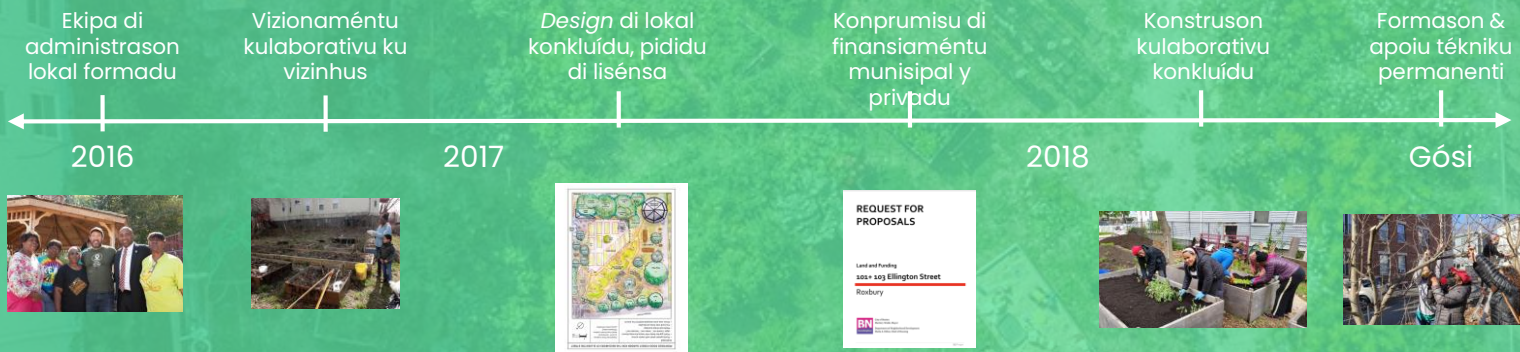 Ekipa di
administrason
lokal formadu
Vizionaméntu
kulaborativu ku
vizinhus
Design di lokal
konkluídu, pididu
di lisénsa
Konprumisu di
finansiaméntu
munisipal y
privadu
Konstruson
kulaborativu
konkluídu
Formason &
apoiu tékniku
permanenti
2016
2017
2018
Gósi
REQUEST FOR
PROPOSALS
Land and Funding
101+ 103 Ellington Street
Roxbury
BN